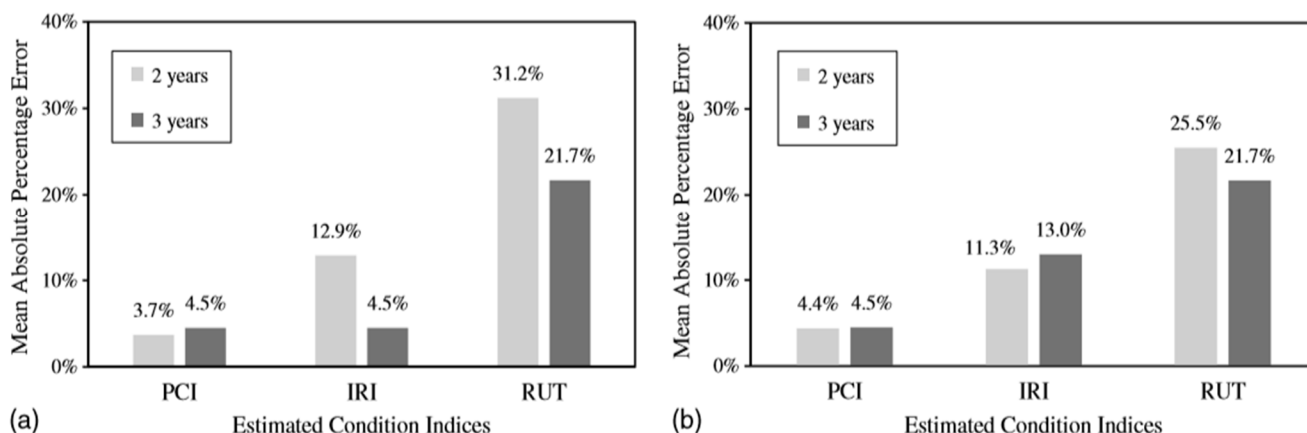 40%
30%
20%
10%
0%
Mean Absolute Percentage Error
2 years
3 years
3.7%
4.5%
12.9%
4.5%
31.2%
21.7%
PCI
IRI
RUT
(a)
Estimated Condition Indices
40%
30%
20%
10%
0%
Mean Absolute Percentage Error
2 years
3 years
4.4%
4.5%
11.3%
13.0%
25.5%
21.7%
PCI
IRI
RUT
(b)
Estimated Condition Indices